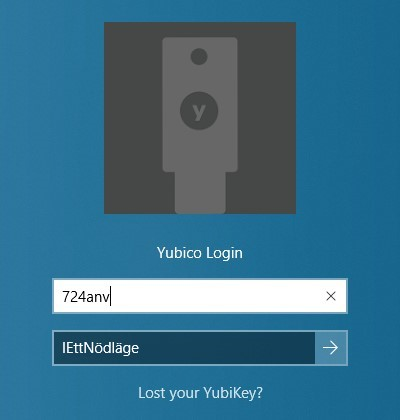 y
Yubico Login
724anv
IEttNödläge
Lost your YubiKey?